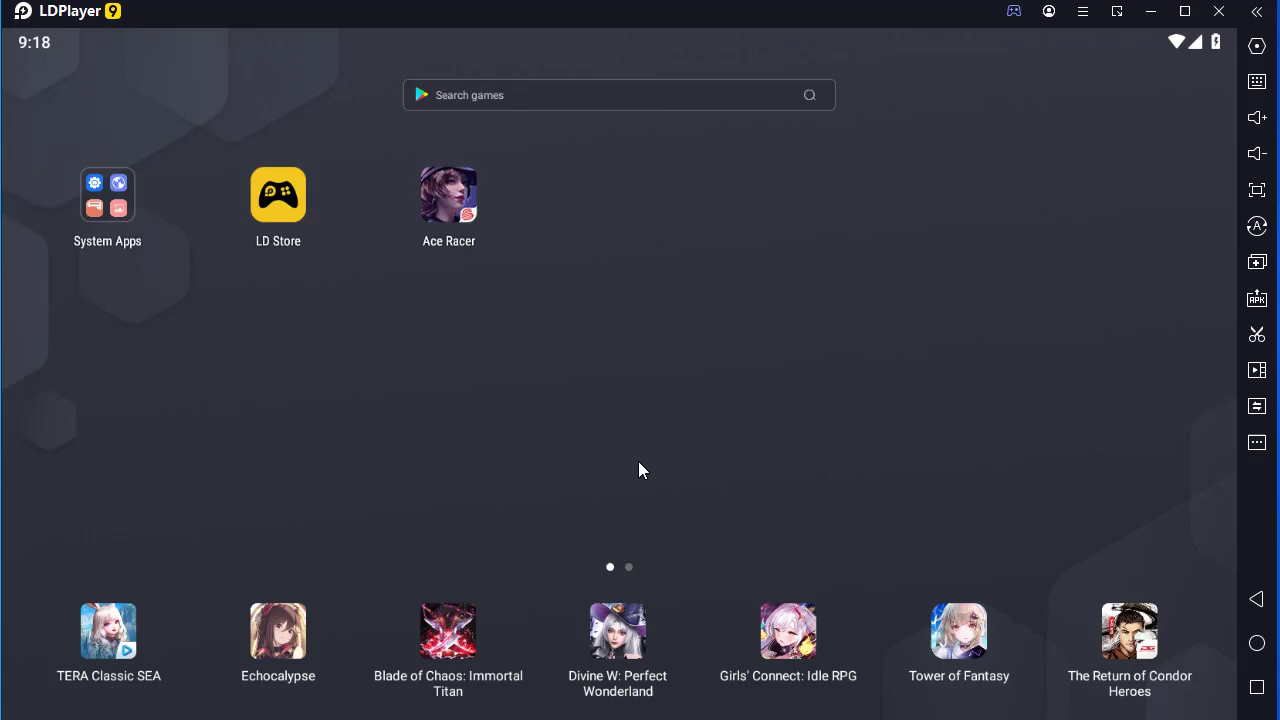 LDPlayer 9
9:18
Search games
System Apps
LD Store
Ace Racer
APK
TERA Classic SEA
Echocalypse
Blade of Chaos: Immortal
Titan
Divine W: Perfect
Wonderland
Girls' Connect: Idle RPG
Tower of Fantasy
The Return of Condor
Heroes